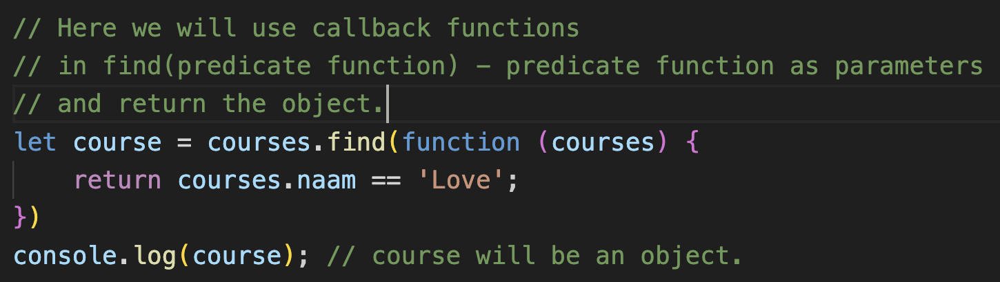 // Here we will use callback functions
// in find(predicate function) - predicate function as parameters
// and return the object.
let course = courses.find(function (courses) {
    return courses.naam == 'Love';
})
console.log(course); // course will be an object.